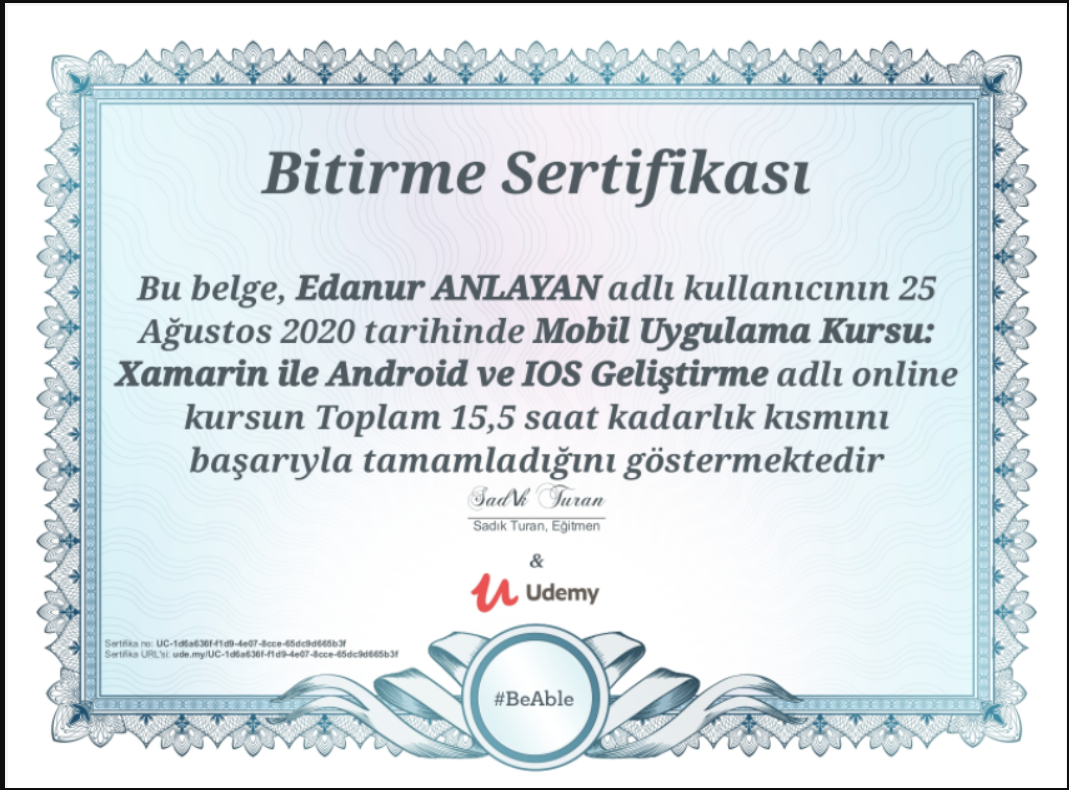 Bitirme Sertifikası
Bu belge, Edanur ANLAYAN adlı kullanıcının 25
Ağustos 2020 tarihinde Mobil Uygulama Kursu:
Xamarin ile Android ve IOS Geliştirme adlı online
kursun Toplam 15,5 saat kadarlık kısmını
başarıyla tamamladığını göstermektedir
Sadık Turan
Sadık Turan, Eğitmen
&
Udemy
Sertifika no: UC-1d6a636f-f1d9-4e07-8cce-65dc9d665b3f
Sertifika URL'si: ude.my/UC-1d6a636f-f1d9-4e07-8cce-65dc9d665b3f
#BeAble